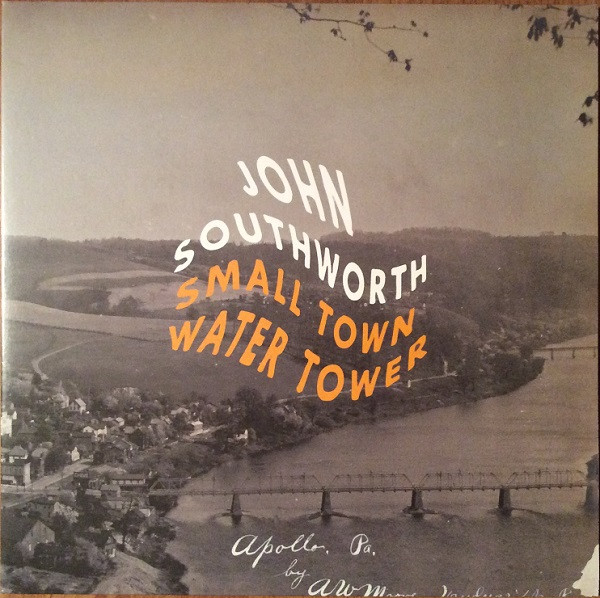 JOHN
SOUTHWORTH
SMALL TOWN
WATER TOWER
Apollo, Pa.
by